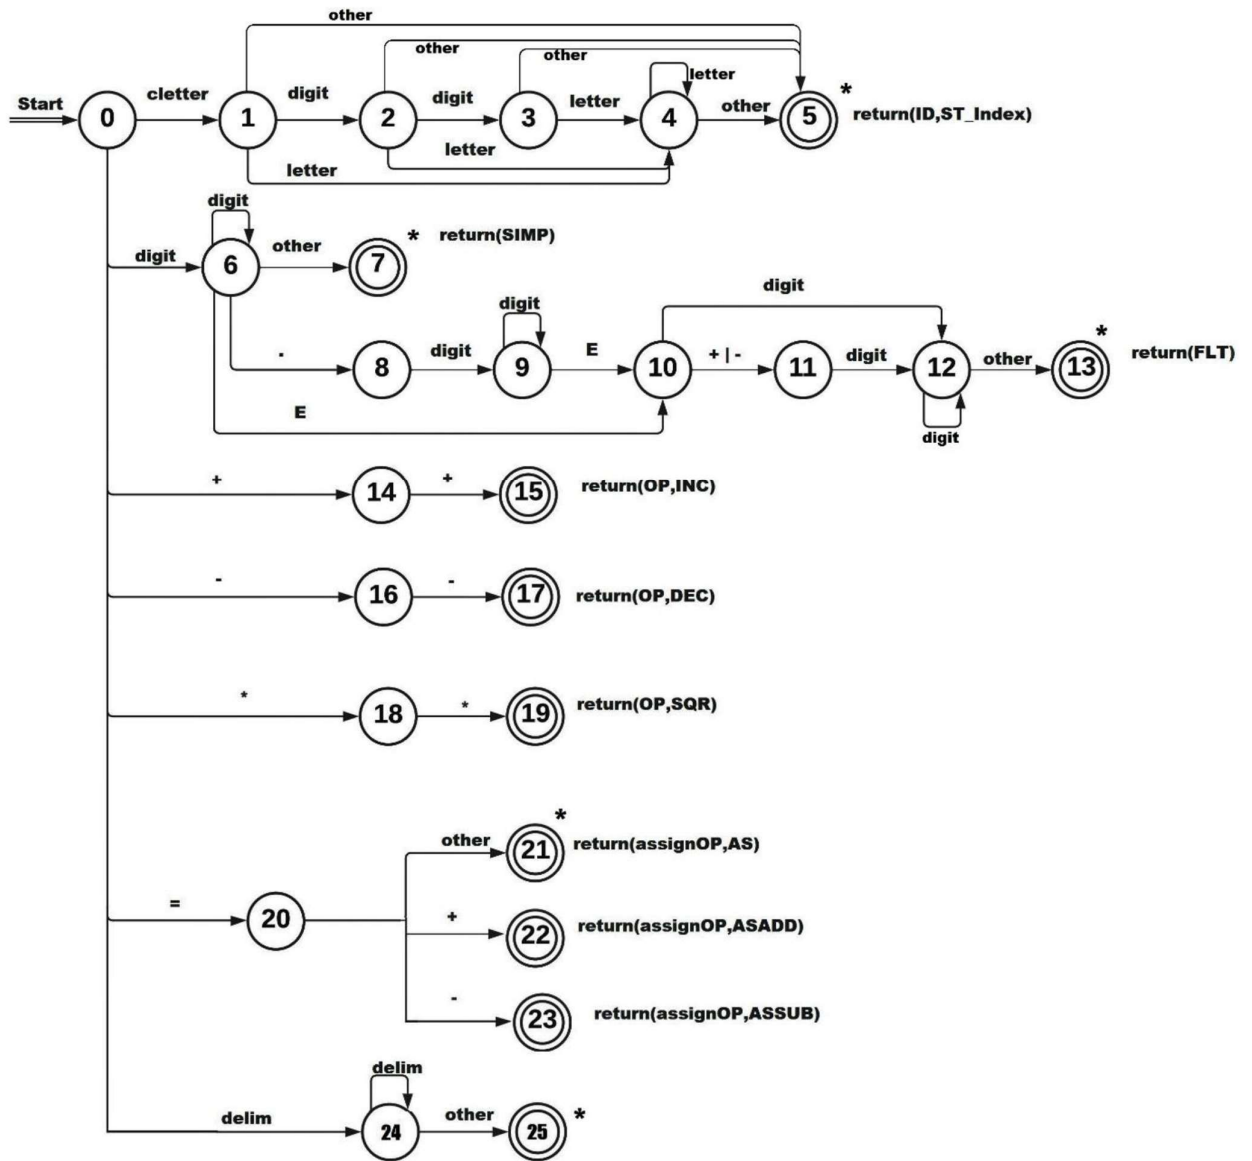 other
other
other
letter
Start
cletter
digit
digit
letter
other
*
0
1
2
3
4
5
return(ID,ST_Index)
letter
letter
digit
digit
6
other
7
*
return(SIMP)
digit
digit
.
8
digit
9
E
10
+ | -
11
digit
12
other
13
*
return(FLT)
E
digit
+
14
+
15
return(OP,INC)
-
16
-
17
return(OP,DEC)
*
18
*
19
return(OP,SQR)
=
20
other
21
*
return(assignOP,AS)
+
22
return(assignOP,ASADD)
-
23
return(assignOP,ASSUB)
delim
delim
24
other
25
*